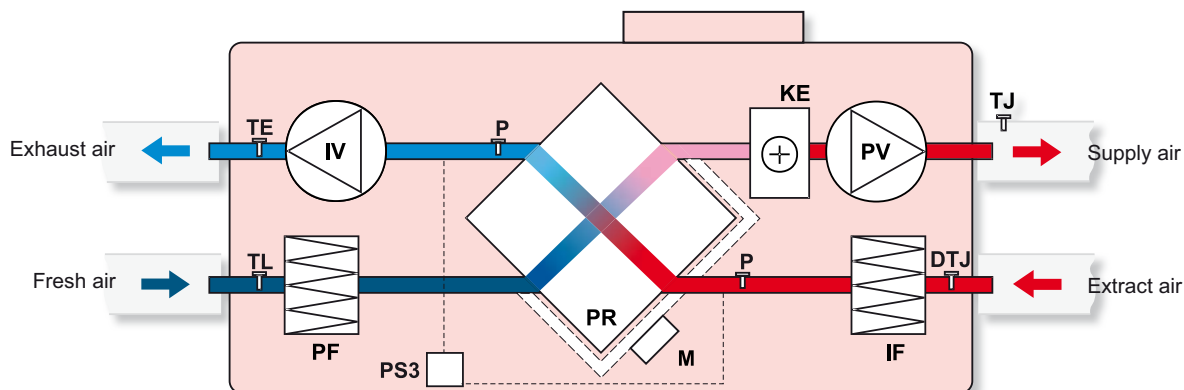 KE
TJ
TE
IV
P
PV
Exhaust air
Supply air
TL
P
DTJ
Fresh air
Extract air
PR
PF
PS3
M
IF